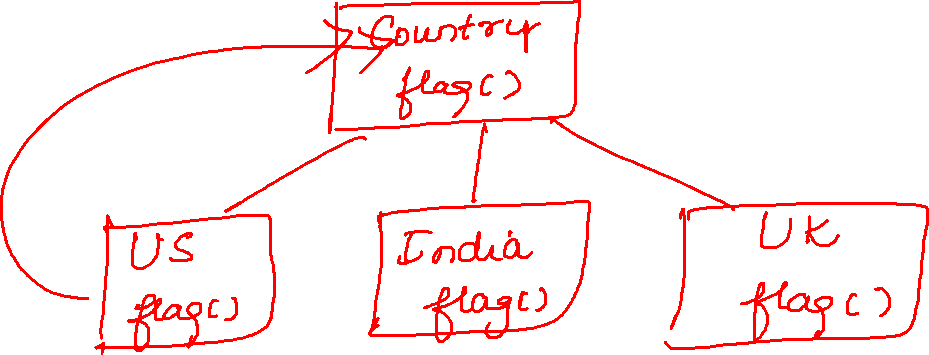 Country
flag()
US
flag()
India
flag()
UK
flag()